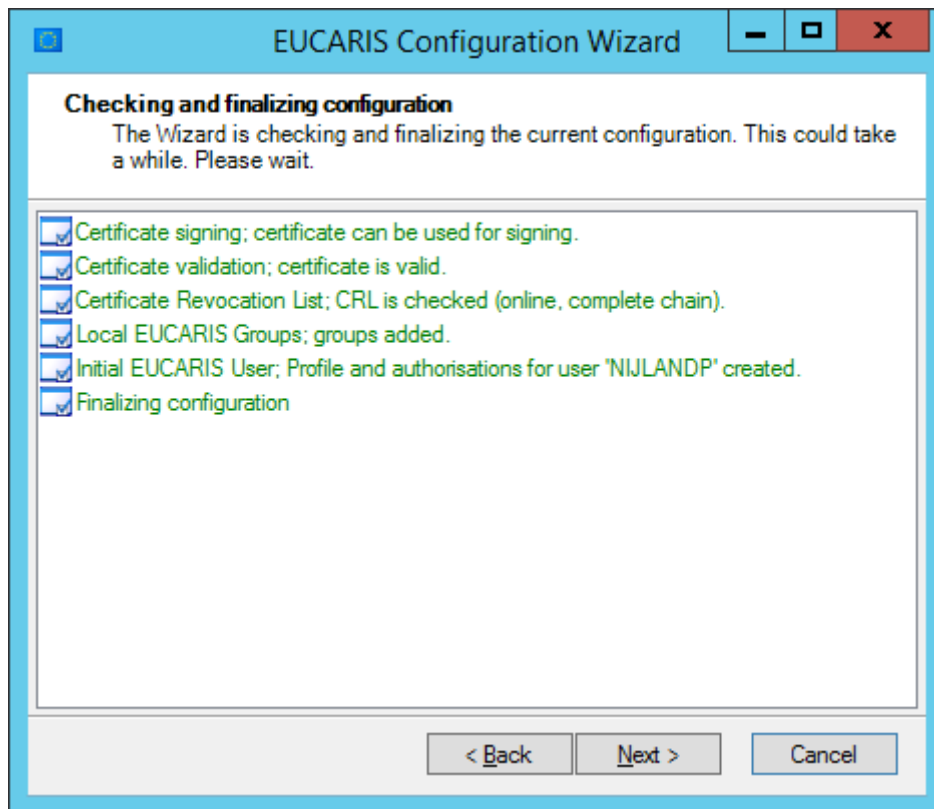 EUCARIS Configuration Wizard
Checking and finalizing configuration
The Wizard is checking and finalizing the current configuration. This could take
a while. Please wait.
Certificate signing; certificate can be used for signing.
Certificate validation; certificate is valid.
Certificate Revocation List; CRL is checked (online, complete chain).
Local EUCARIS Groups; groups added.
Initial EUCARIS User; Profile and authorisations for user 'NIJLANDP' created.
Finalizing configuration
< Back Next > Cancel